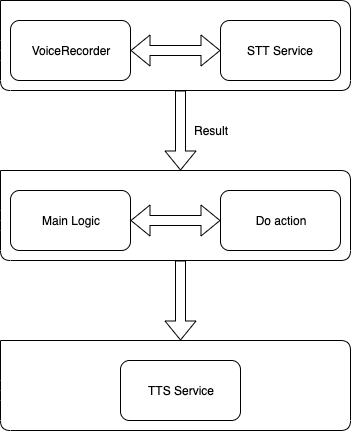 VoiceRecorder
STT Service
Result
Main Logic
Do action
TTS Service